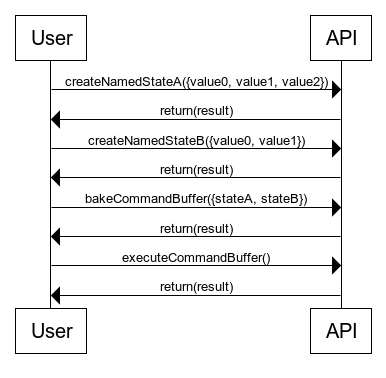 User API
createNamedStateA({value0, value1, value2})
return(result)
createNamedStateB({value0, value1})
return(result)
bakeCommandBuffer({stateA, stateB})
return(result)
executeCommandBuffer()
return(result)
User API